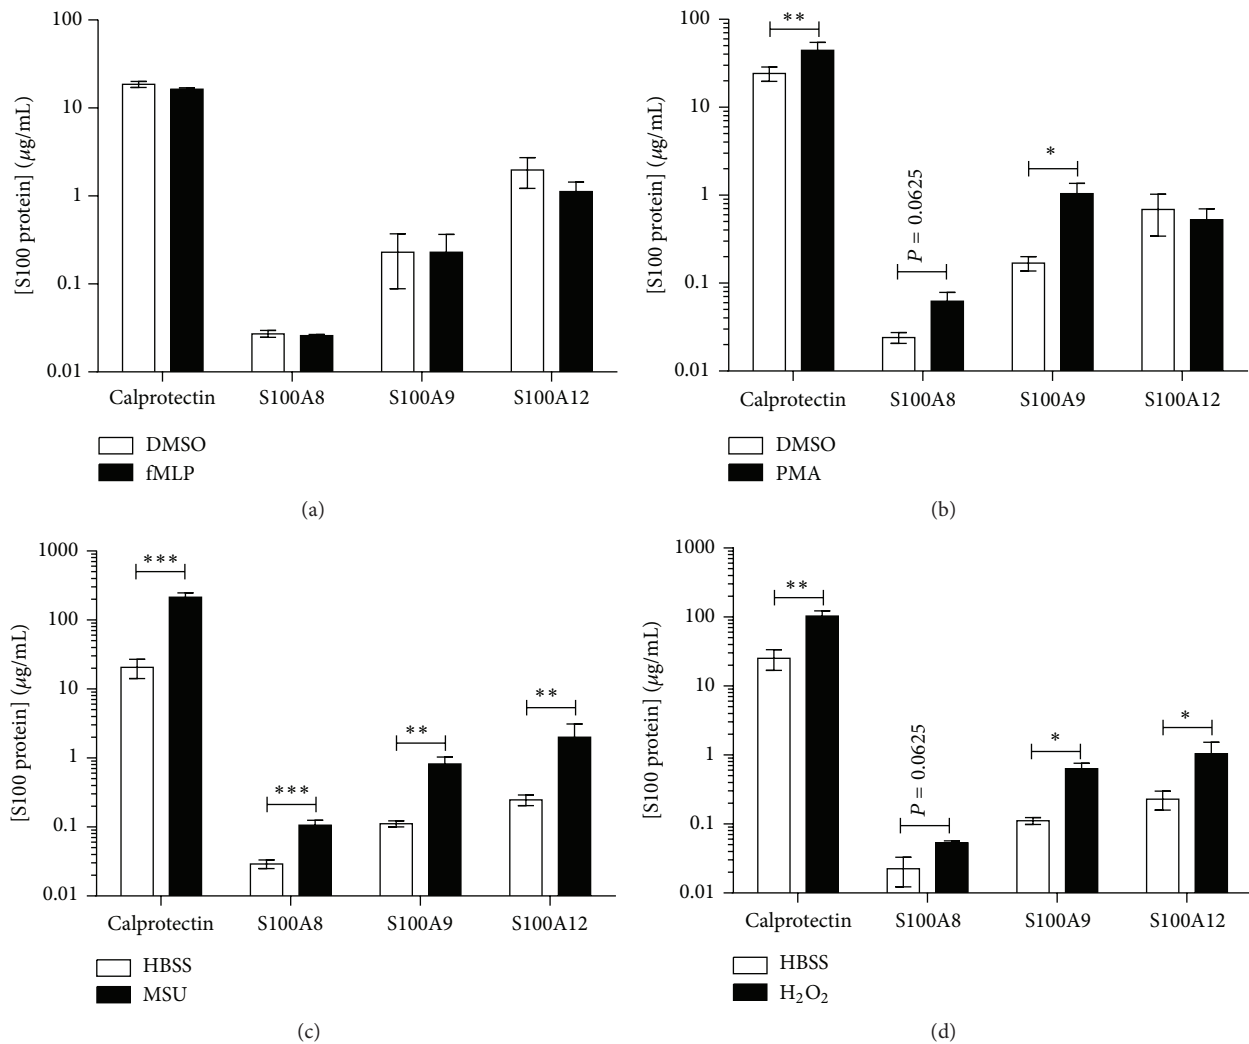 [S100 protein] (μg/mL)
100
10
1
0.1
0.01
Calprotectin S100A8 S100A9 S100A12
DMSO
fMLP
(a)
[S100 protein] (μg/mL)
100
10
1
0.1
0.01
**
P = 0.0625
*
Calprotectin S100A8 S100A9 S100A12
DMSO
PMA
(b)
[S100 protein] (μg/mL)
1000
100
10
1
0.1
0.01
***
***
**
**
Calprotectin S100A8 S100A9 S100A12
HBSS
MSU
(c)
[S100 protein] (μg/mL)
1000
100
10
1
0.1
0.01
**
P = 0.0625
*
*
Calprotectin S100A8 S100A9 S100A12
HBSS
H₂O₂
(d)